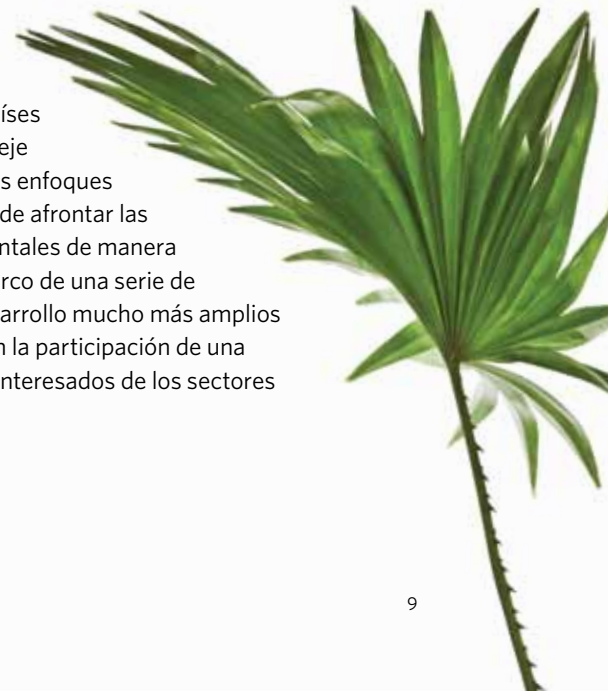 íses
eje
s enfoques
de afrontar las
ntales de manera
rco de una serie de
arrollo mucho más amplios
n la participación de una
interesados de los sectores
9